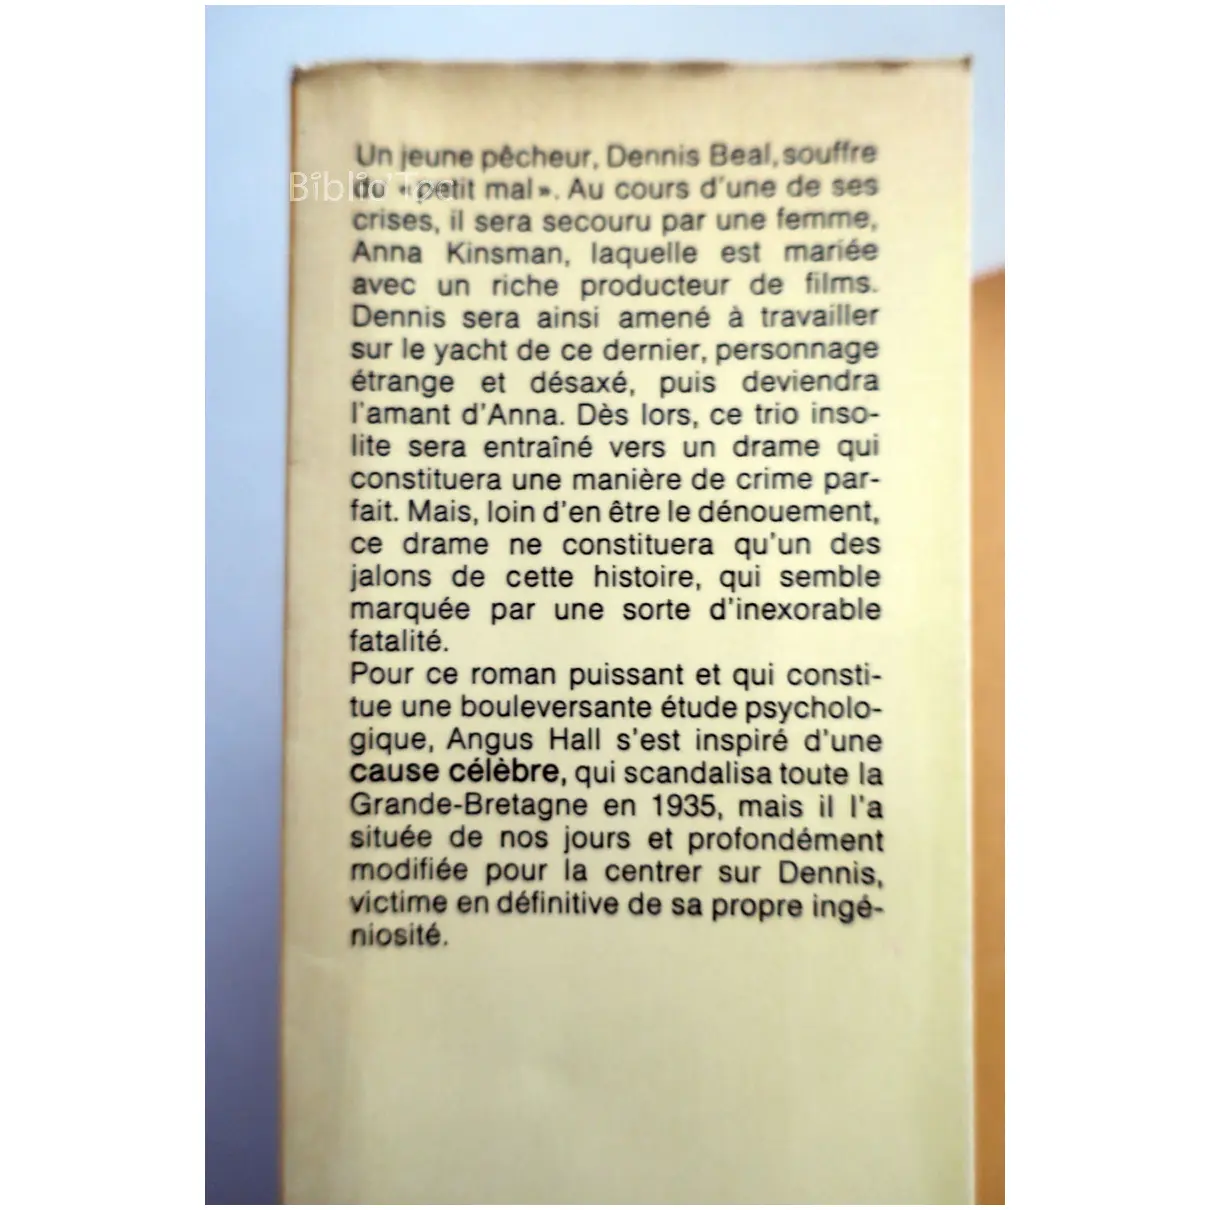 Un jeune pêcheur, Dennis Beal, souffre
du « petit mal ». Au cours d'une de ses
crises, il sera secouru par une femme,
Anna Kinsman, laquelle est mariée
avec un riche producteur de films.
Dennis sera ainsi amené à travailler
sur le yacht de ce dernier, personnage
étrange et désaxé, puis deviendra
l'amant d'Anna. Dès lors, ce trio inso-
lite sera entraîné vers un drame qui
constituera une manière de crime par-
fait. Mais, loin d'en être le dénouement,
ce drame ne constituera qu'un des
jalons de cette histoire, qui semble
marquée par une sorte d'inexorable
fatalité.
Pour ce roman puissant et qui consti-
tue une bouleversante étude psycholo-
gique, Angus Hall s'est inspiré d'une
cause célèbre, qui scandalisa toute la
Grande-Bretagne en 1935, mais il l'a
située de nos jours et profondément
modifiée pour la centrer sur Dennis,
victime en définitive de sa propre ingé-
niosité.